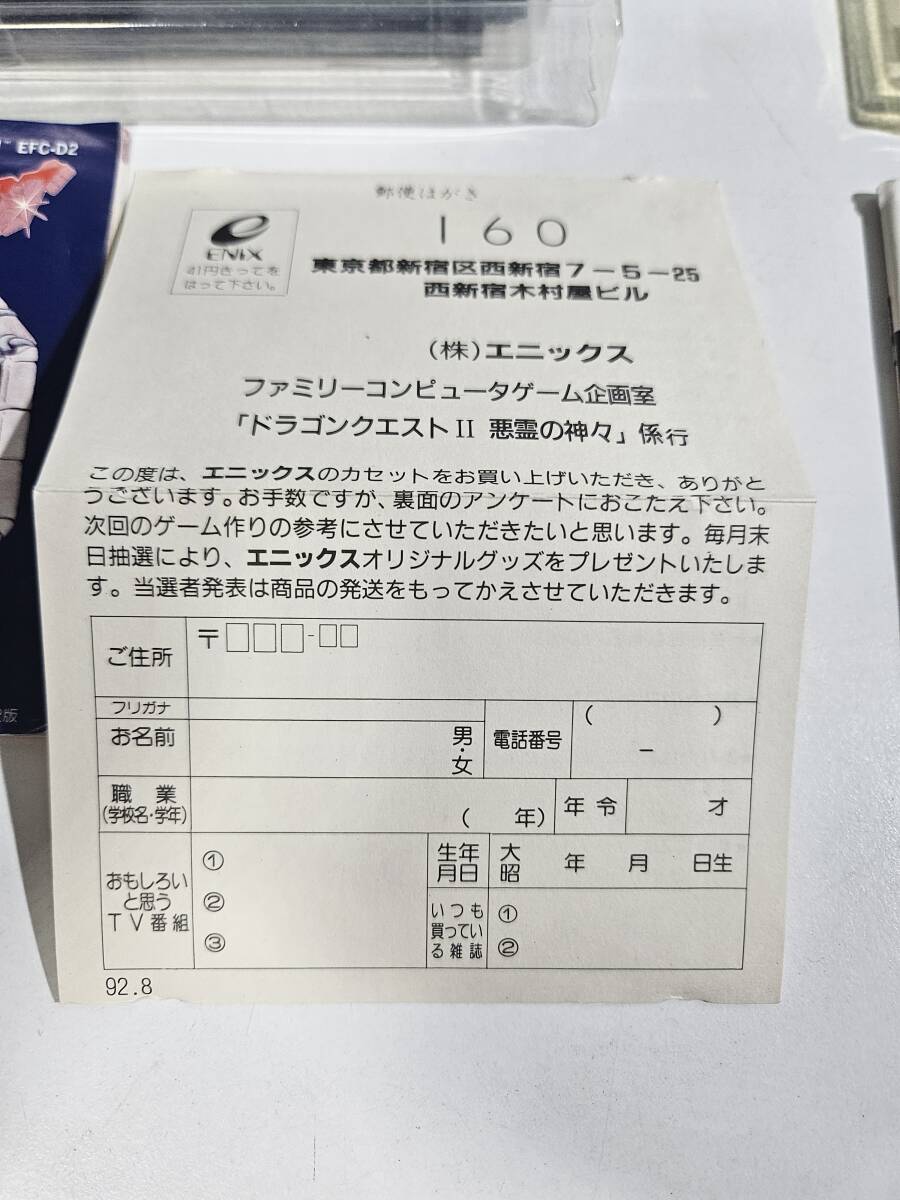 EFC-D2
郵便はがき
ENIX
41円きってを
はって下さい。
160
東京都新宿区西新宿7-5-25
西新宿木村屋ビル
(株)エニックス
ファミリーコンピュータゲーム企画室
「ドラゴンクエストII 悪霊の神々」係行
この度は、エニックスのカセットをお買い上げいただき、ありがと
うございます。お手数ですが、裏面のアンケートにおこたえ下さい。
次回のゲーム作りの参考にさせていただきたいと思います。毎月末
日抽選により、エニックスオリジナルグッズをプレゼントいたしま
す。当選者発表は商品の発送をもってかえさせていただきます。
ご住所
〒□□□-□□
フリガナ
お名前
男・女
電話番号
( )
-
職業
(学校名・学年)
( 年)
年令
才
おもしろい
と思う
TV番組
①
②
③
生年
月日
大
昭
年 月 日生
いつも
買ってい
る雑誌
①
②
92.8
版